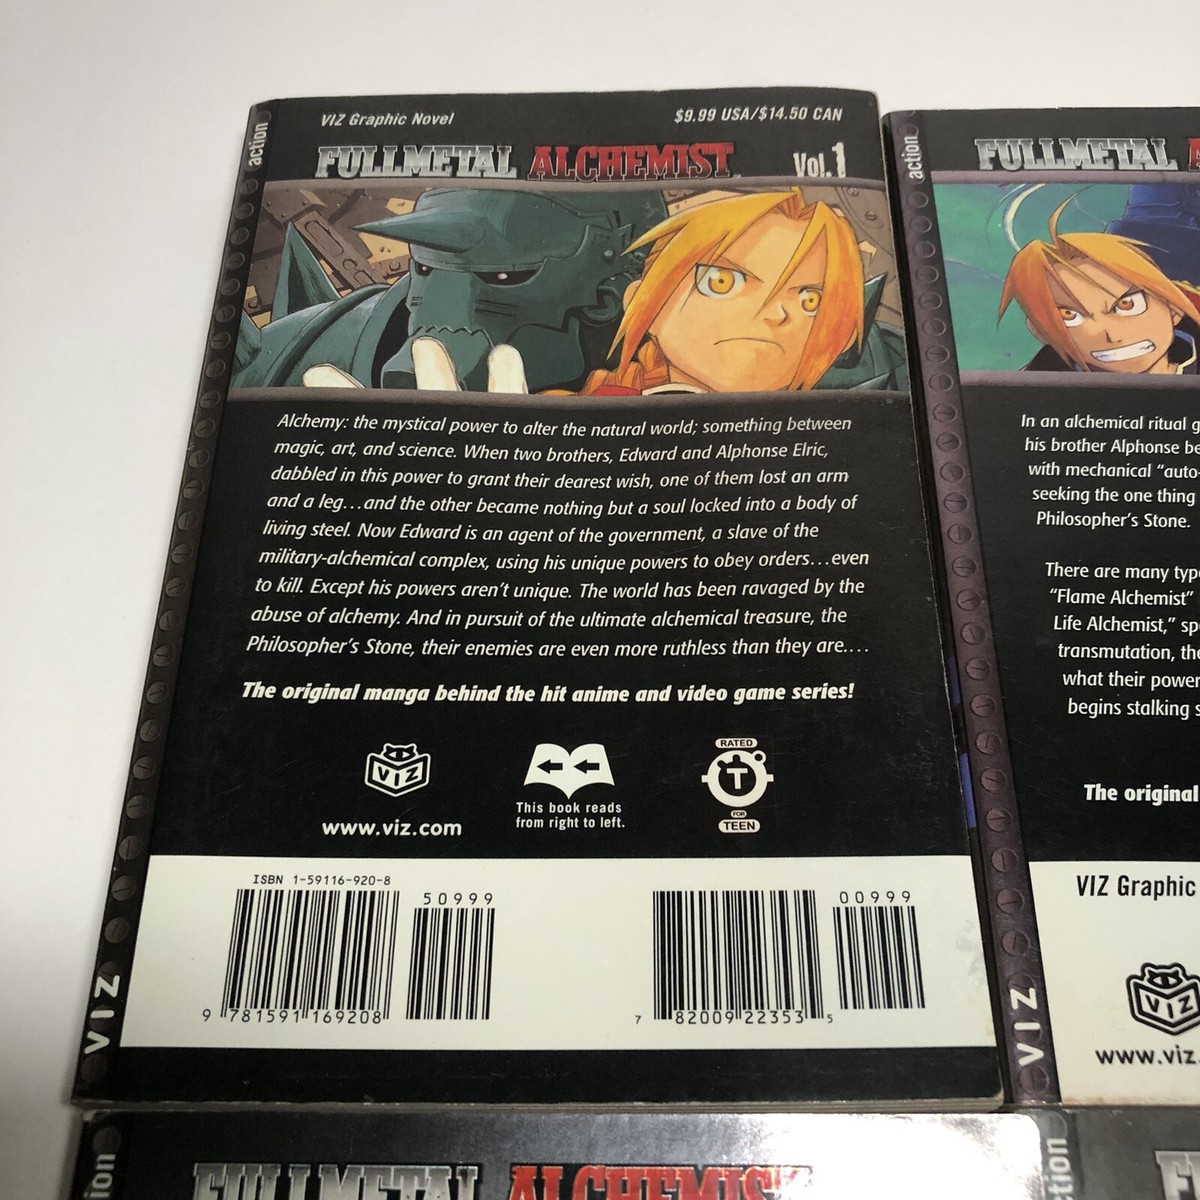 action
VIZ Graphic Novel
$9.99 USA/$14.50 CAN
FULLMETAL ALCHEMIST
Vol.1
Alchemy: the mystical power to alter the natural world; something between
magic, art, and science. When two brothers, Edward and Alphonse Elric,
dabbled in this power to grant their dearest wish, one of them lost an arm
and a leg...and the other became nothing but a soul locked into a body of
living steel. Now Edward is an agent of the government, a slave of the
military-alchemical complex, using his unique powers to obey orders...even
to kill. Except his powers aren't unique. The world has been ravaged by the
abuse of alchemy. And in pursuit of the ultimate alchemical treasure, the
Philosopher's Stone, their enemies are even more ruthless than they are....
The original manga behind the hit anime and video game series!
VIZ
www.viz.com
This book reads
from right to left.
RATED
T
FOR
TEEN
ISBN 1-59116-920-8
50999
9 781591 169208
00999
7 82009 22353 5
VIZ
action
FULLMETAL
In an alchemical ritual g
his brother Alphonse be
with mechanical "auto-
seeking the one thing
Philosopher's Stone.
There are many type
"Flame Alchemist"
Life Alchemist," sp
transmutation, the
what their power
begins stalking s
The original
VIZ Graphic
VIZ
www.viz.
VIZ
ion
FULLMETAL ALCHEMIST
tion